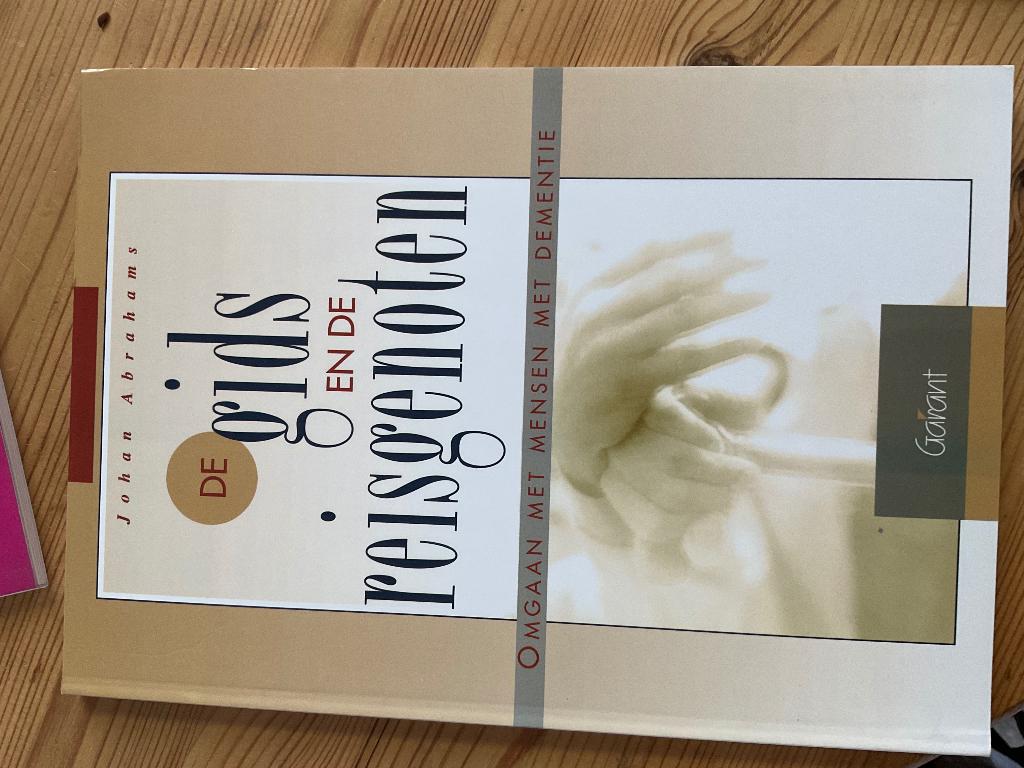 Johan Abrahams
DE
gids
EN DE
reisgenoten
OMGAAN MET MENSEN MET DEMENTIE
Garant